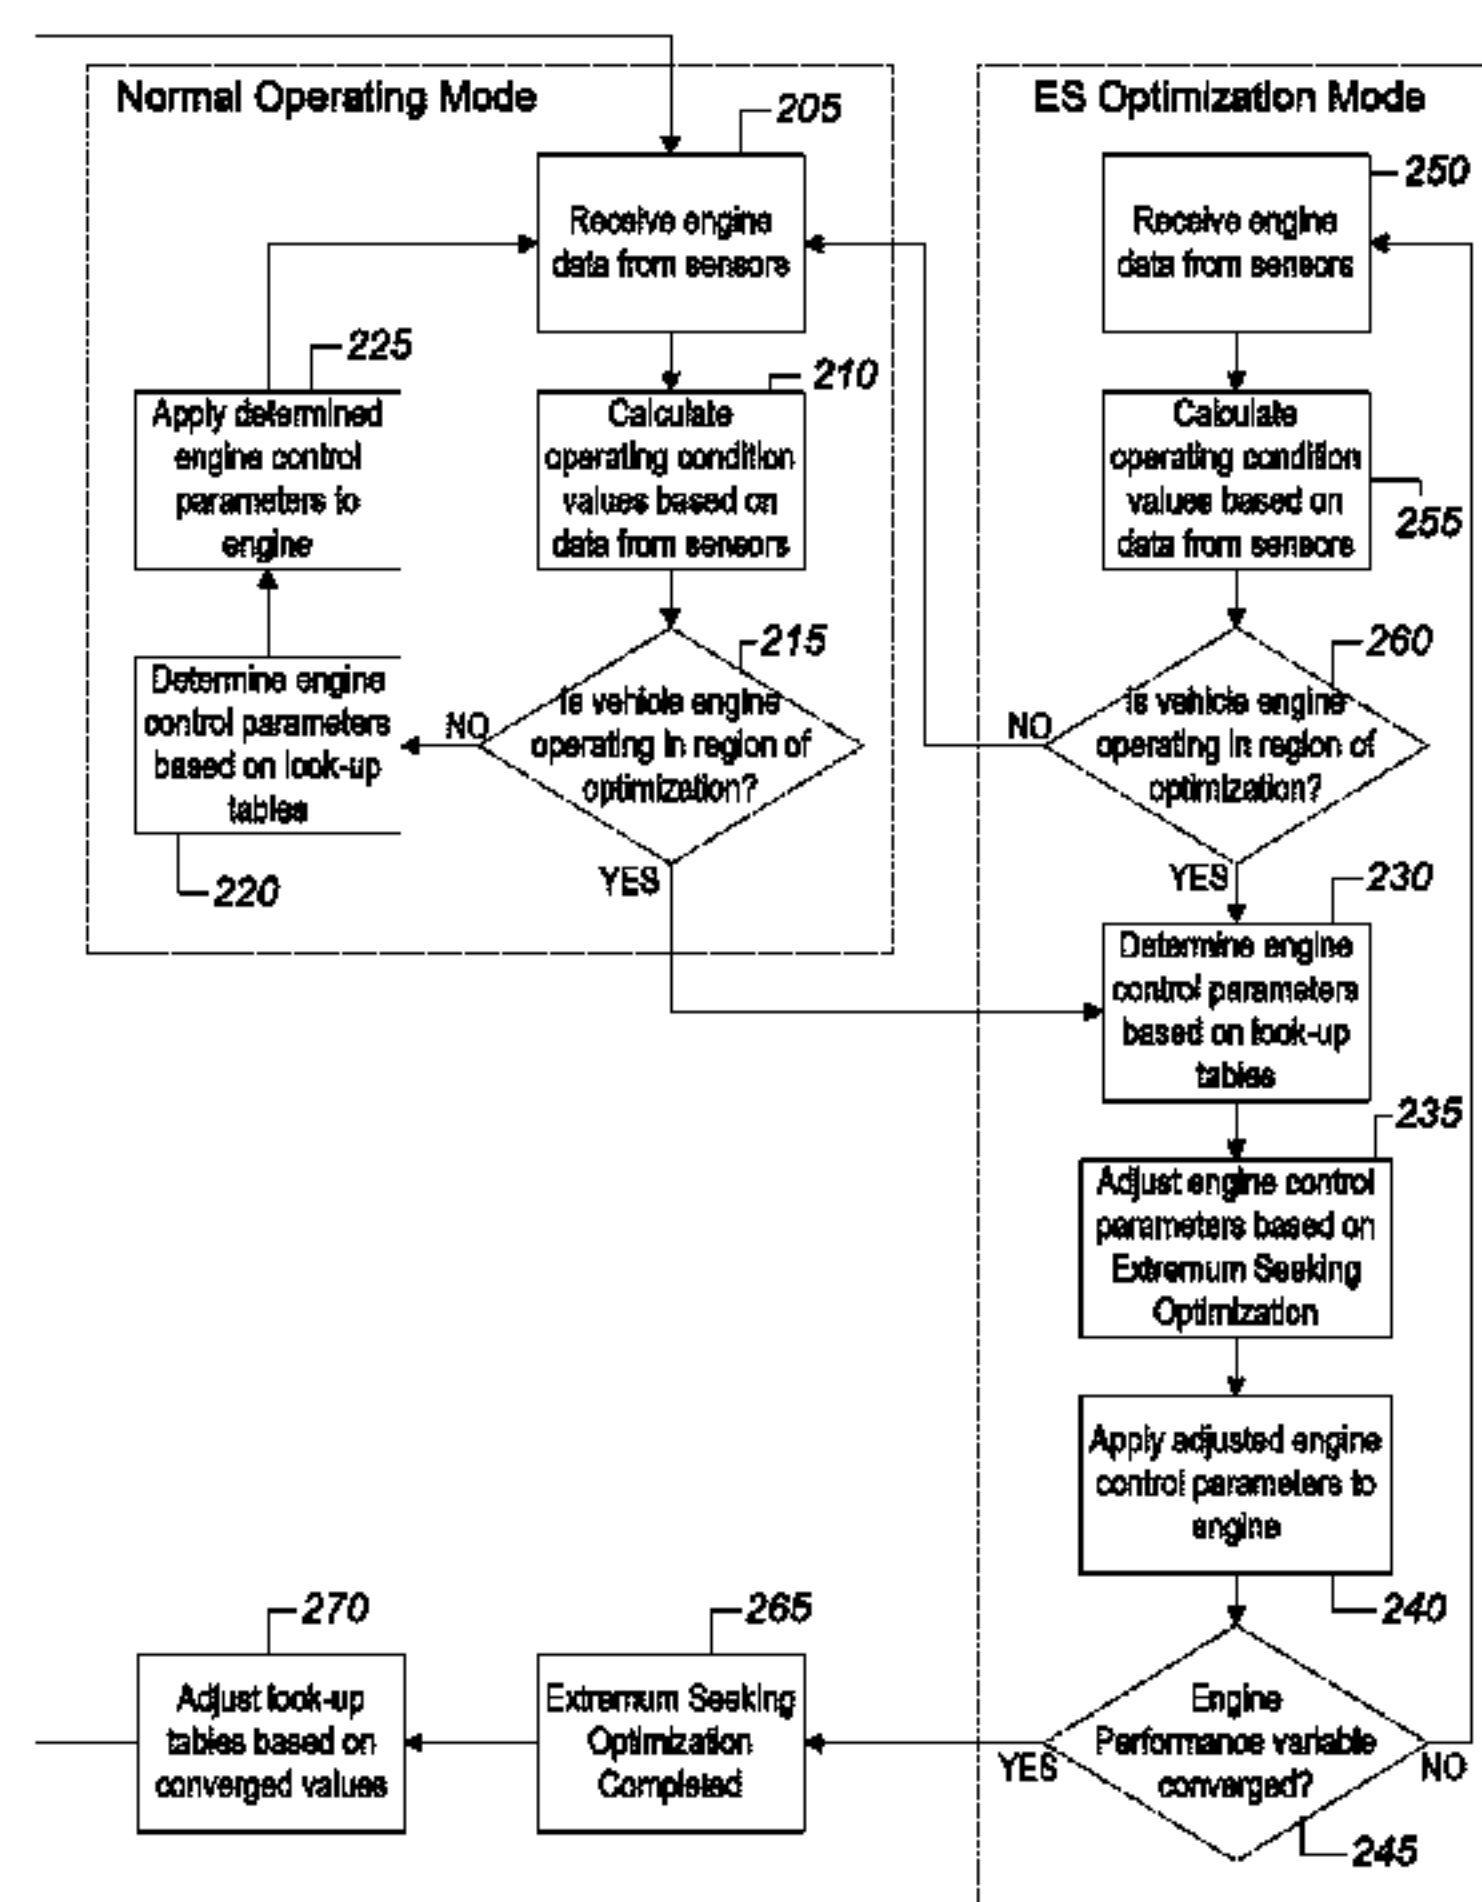 Normal Operating Mode
205
Receive engine
data from sensors
225
Apply determined
engine control
parameters to
engine
210
Calculate
operating condition
values based on
data from sensors
215
Is vehicle engine
operating in region of
optimization?
NO
YES
Determine engine
control parameters
based on look-up
tables
220
ES Optimization Mode
250
Receive engine
data from sensors
Calculate
operating condition
values based on
data from sensors
255
260
Is vehicle engine
operating in region of
optimization?
NO
YES
230
Determine engine
control parameters
based on look-up
tables
235
Adjust engine control
parameters based on
Extremum Seeking
Optimization
Apply adjusted engine
control parameters to
engine
240
Engine
Performance variable
converged?
YES
NO
245
265
Extremum Seeking
Optimization
Completed
270
Adjust look-up
tables based on
converged values